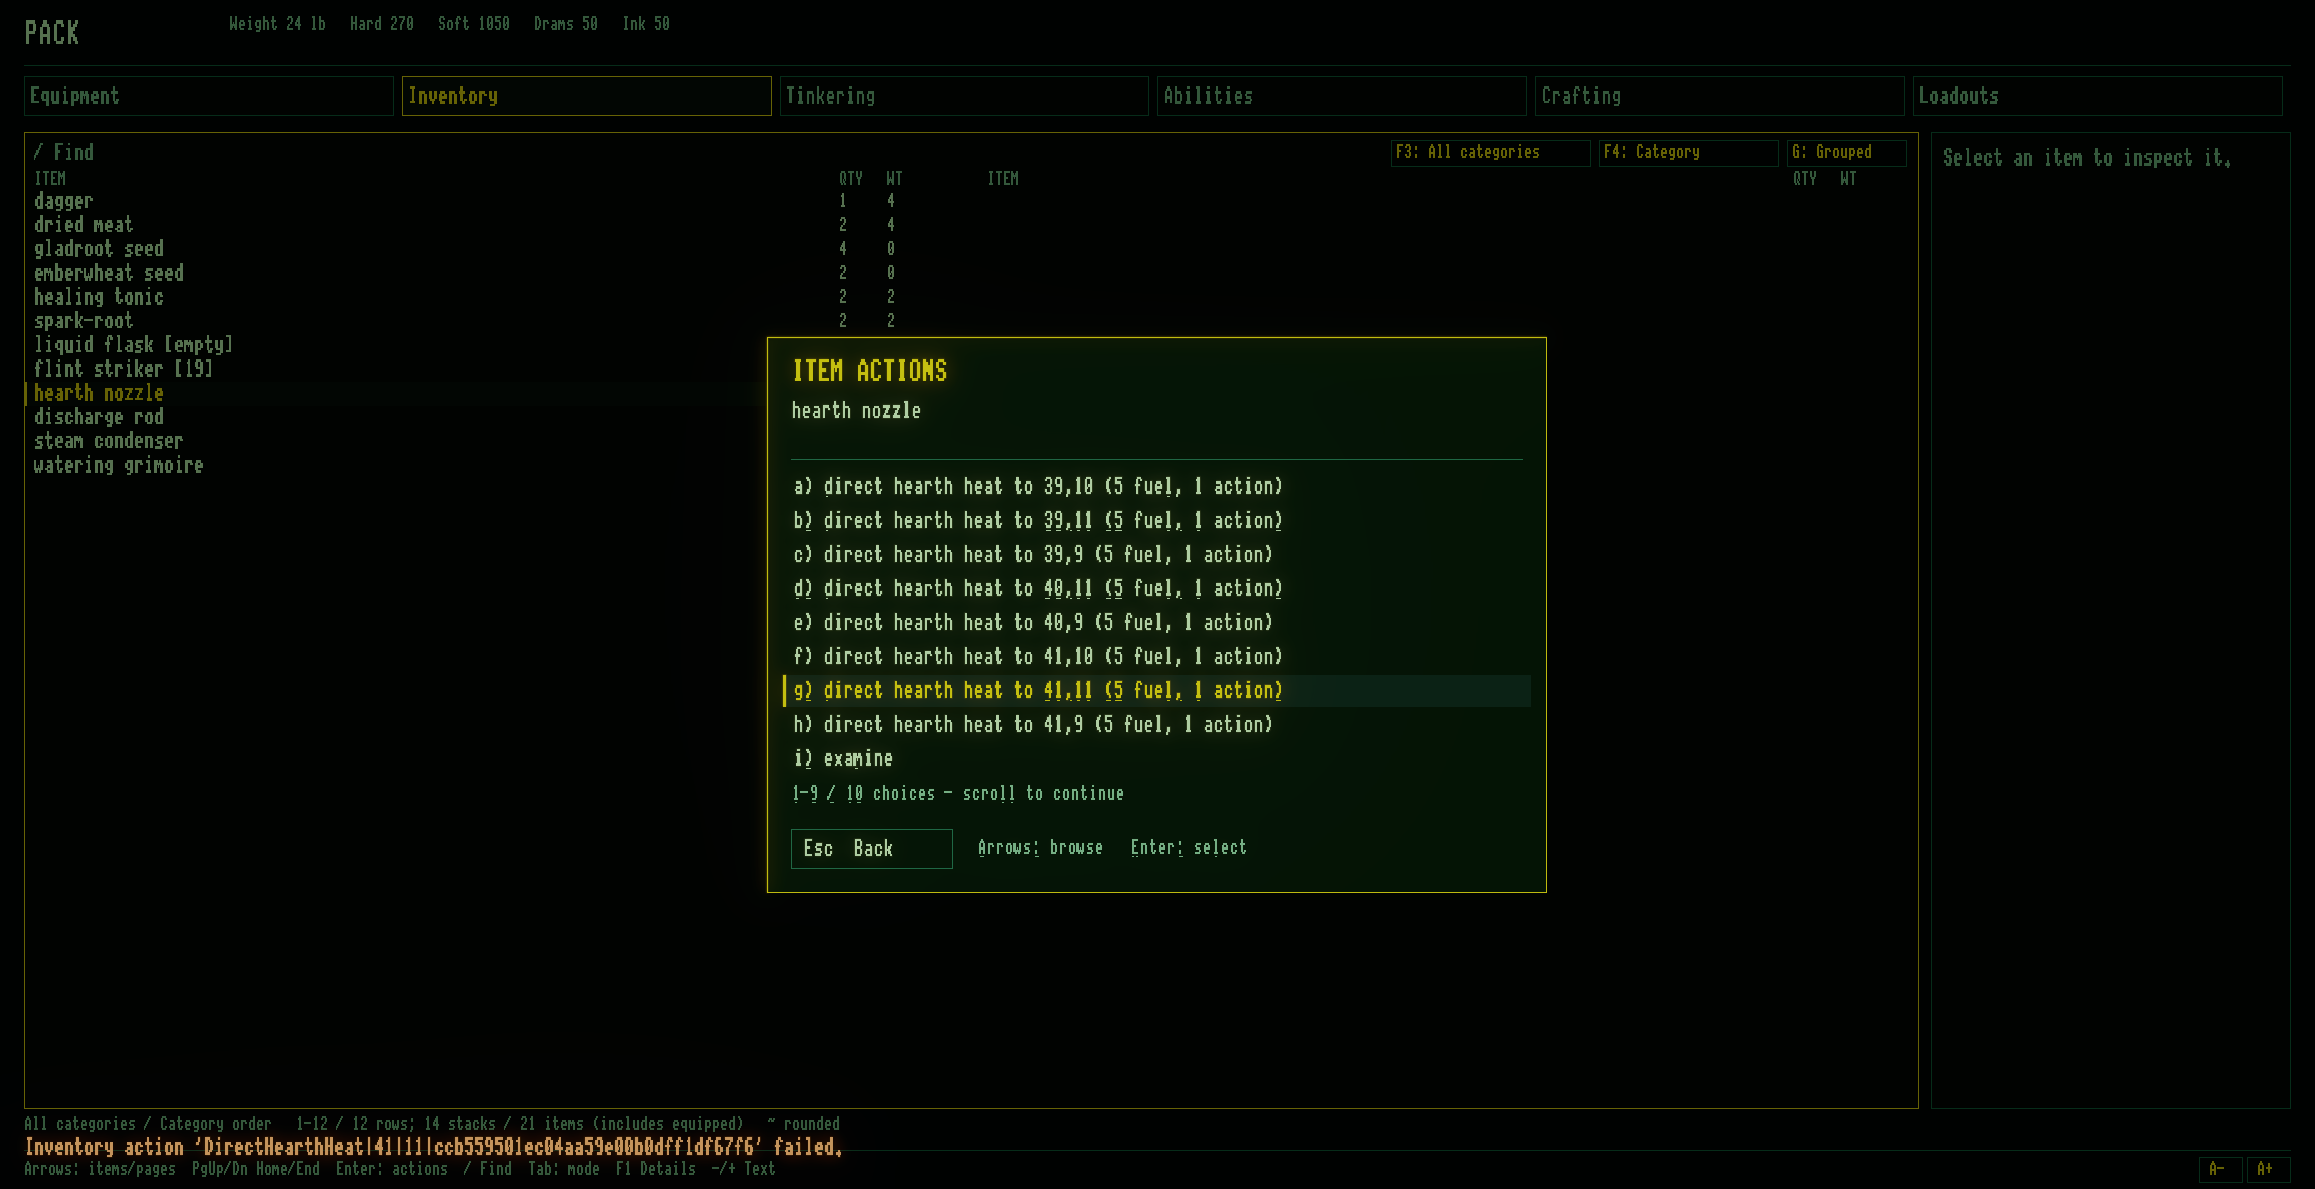 PACK
Weight 24 lb Hard 270 Soft 1050 Drams 50 Ink 50
Equipment Inventory Tinkering Abilities Crafting Loadouts
/ Find F3: All categories F4: Category G: Grouped
ITEM QTY WT ITEM QTY WT
dagger 1 4
dried meat 2 4
gladroot seed 4 0
emberwheat seed 2 0
healing tonic 2 2
spark-root 2 2
liquid flask [empty]
flint striker [19]
hearth nozzle
discharge rod
steam condenser
watering grimoire
Select an item to inspect it.
ITEM ACTIONS
hearth nozzle
a) direct hearth heat to 39,10 (5 fuel, 1 action)
b) direct hearth heat to 39,11 (5 fuel, 1 action)
c) direct hearth heat to 39,9 (5 fuel, 1 action)
d) direct hearth heat to 40,11 (5 fuel, 1 action)
e) direct hearth heat to 40,9 (5 fuel, 1 action)
f) direct hearth heat to 41,10 (5 fuel, 1 action)
g) direct hearth heat to 41,11 (5 fuel, 1 action)
h) direct hearth heat to 41,9 (5 fuel, 1 action)
i) examine
1-9 / 10 choices - scroll to continue
Esc Back Arrows: browse Enter: select
All categories / Category order 1-12 / 12 rows; 14 stacks / 21 items (includes equipped) ~ rounded
Inventory action 'DirectHearthHeat|41|11|ccb559501ec04aa59e00b0dff1df67f6' failed.
Arrows: items/pages PgUp/Dn Home/End Enter: actions / Find Tab: mode F1 Details -/+ Text
A- A+